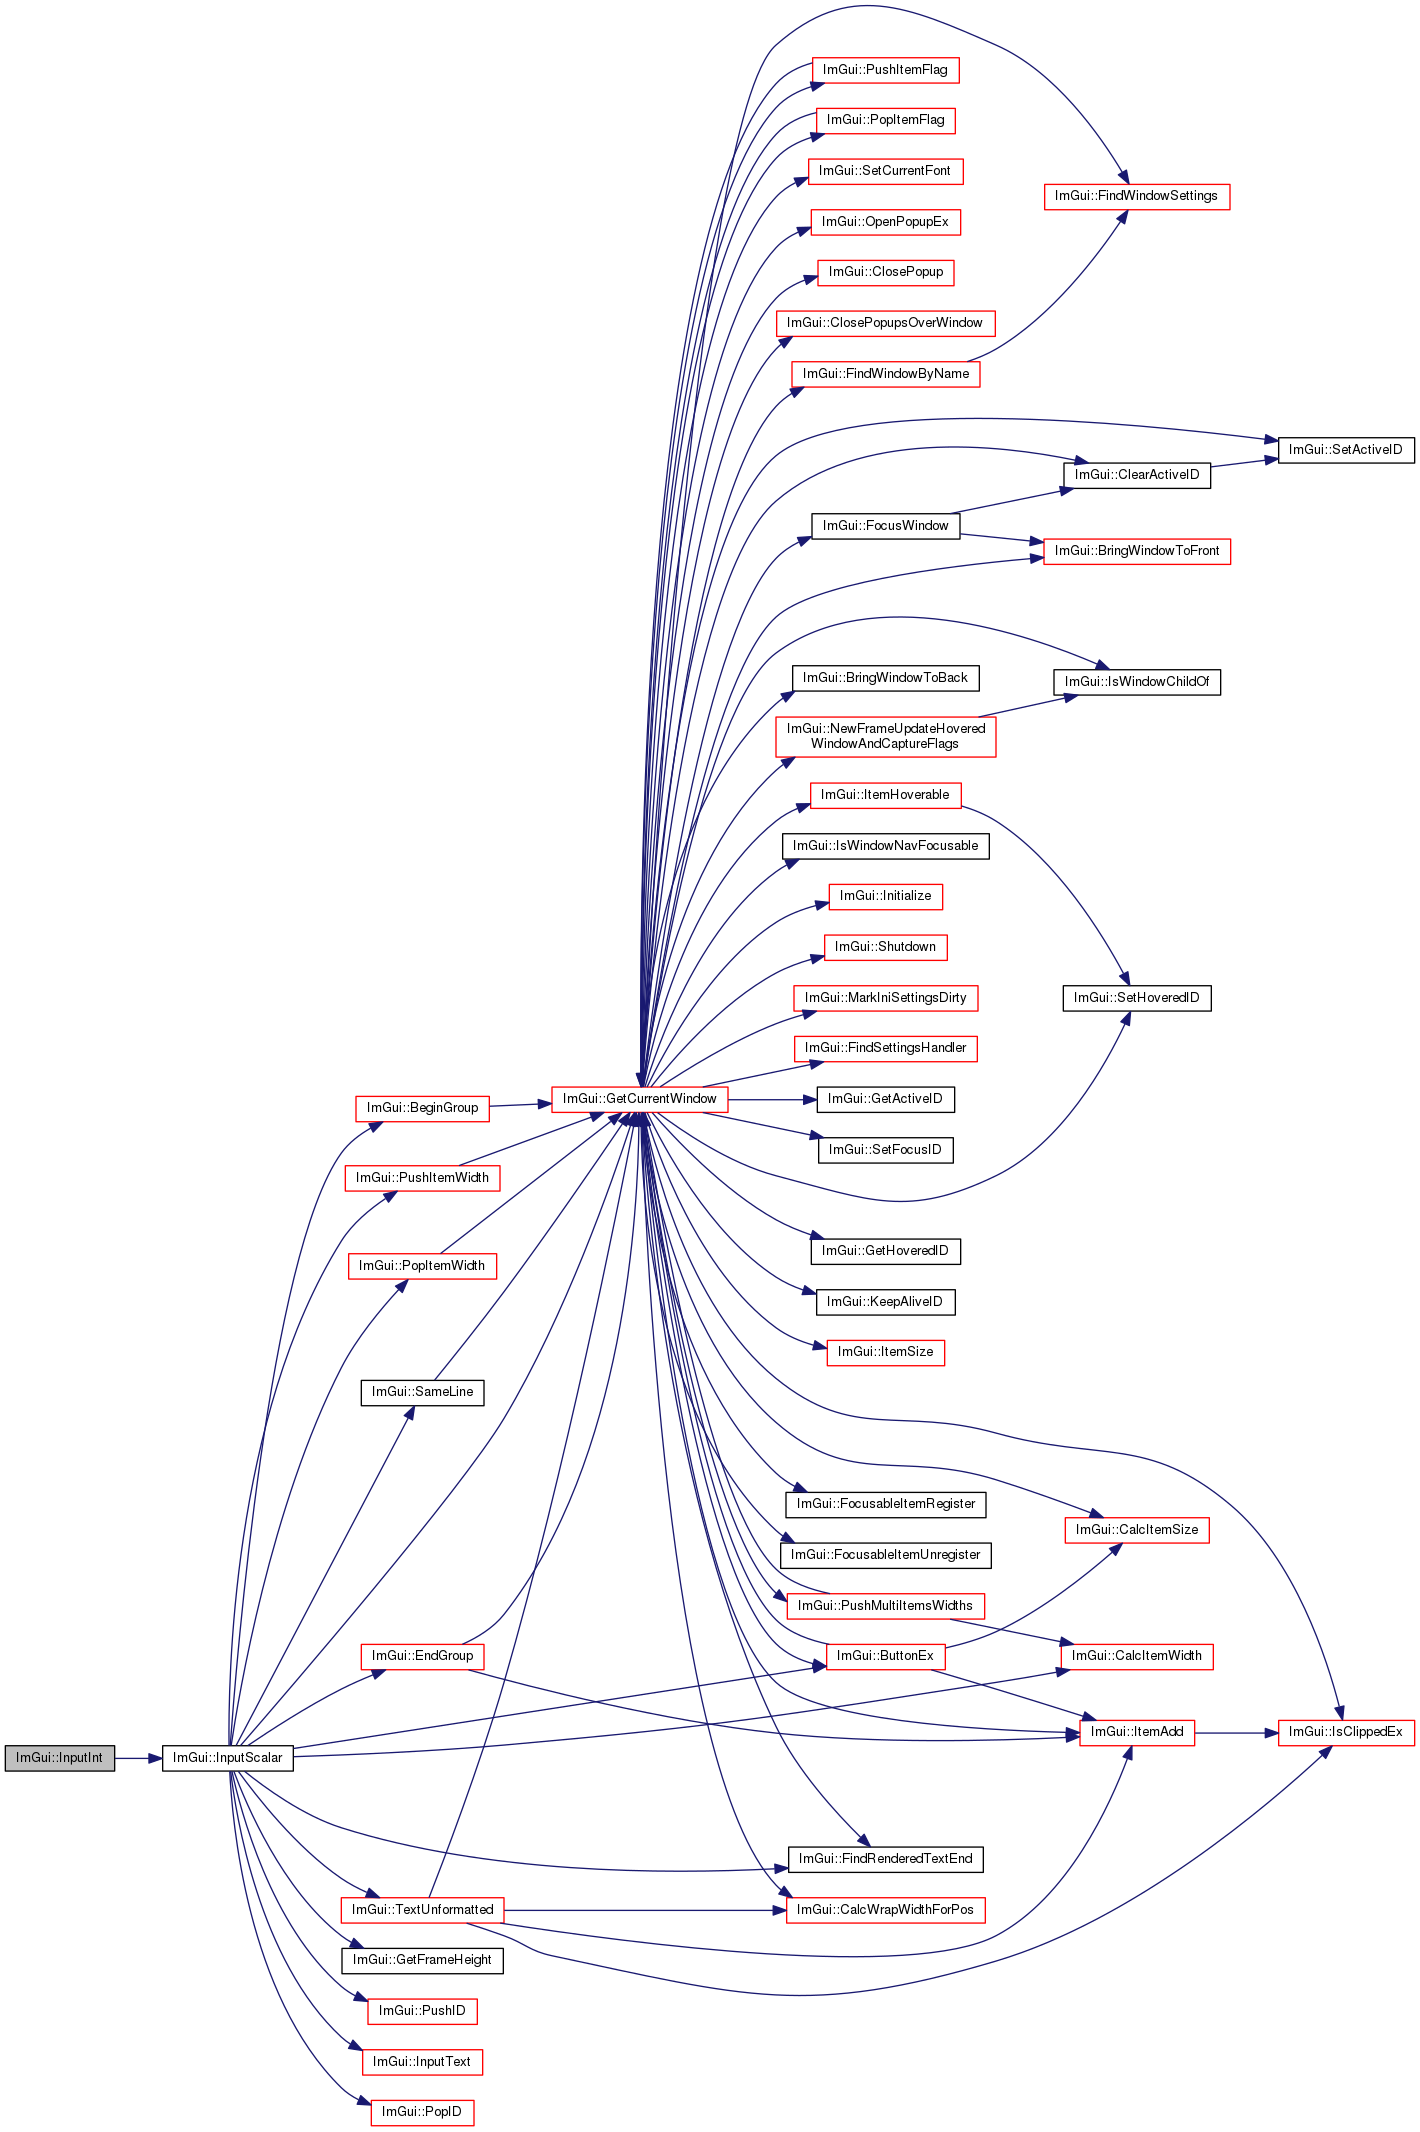 ImGui::PushItemFlag
ImGui::PopItemFlag
ImGui::SetCurrentFont
ImGui::FindWindowSettings
ImGui::OpenPopupEx
ImGui::ClosePopup
ImGui::ClosePopupsOverWindow
ImGui::FindWindowByName
ImGui::SetActiveID
ImGui::ClearActiveID
ImGui::FocusWindow
ImGui::BringWindowToFront
ImGui::BringWindowToBack
ImGui::IsWindowChildOf
ImGui::NewFrameUpdateHovered
WindowAndCaptureFlags
ImGui::ItemHoverable
ImGui::IsWindowNavFocusable
ImGui::Initialize
ImGui::Shutdown
ImGui::MarkIniSettingsDirty
ImGui::SetHoveredID
ImGui::FindSettingsHandler
ImGui::GetCurrentWindow
ImGui::GetActiveID
ImGui::BeginGroup
ImGui::SetFocusID
ImGui::PushItemWidth
ImGui::GetHoveredID
ImGui::PopItemWidth
ImGui::KeepAliveID
ImGui::ItemSize
ImGui::SameLine
ImGui::FocusableItemRegister
ImGui::CalcItemSize
ImGui::FocusableItemUnregister
ImGui::PushMultiItemsWidths
ImGui::EndGroup
ImGui::ButtonEx
ImGui::CalcItemWidth
ImGui::ItemAdd
ImGui::IsClippedEx
ImGui::InputInt
ImGui::InputScalar
ImGui::FindRenderedTextEnd
ImGui::TextUnformatted
ImGui::CalcWrapWidthForPos
ImGui::GetFrameHeight
ImGui::PushID
ImGui::InputText
ImGui::PopID